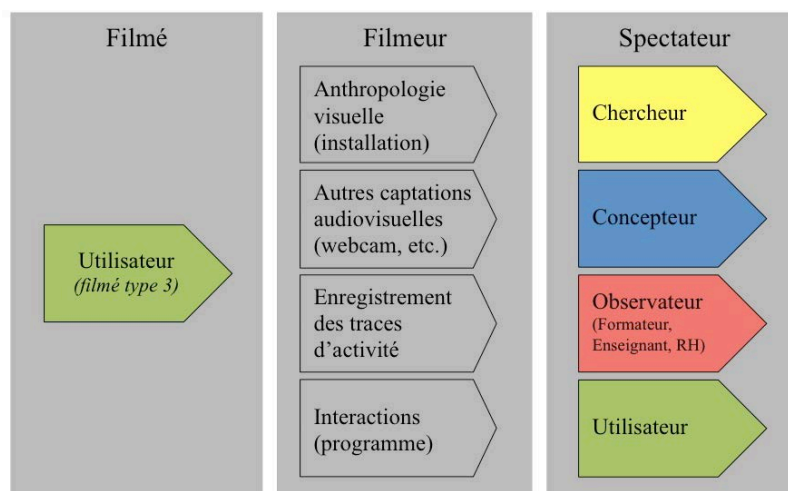 Filmé
Utilisateur
(filmé type 3)
Filmeur
Anthropologie
visuelle
(installation)
Autres captations
audiovisuelles
(webcam, etc.)
Enregistrement
des traces
d’activité
Interactions
(programme)
Spectateur
Chercheur
Concepteur
Observateur
(Formateur,
Enseignant, RH)
Utilisateur